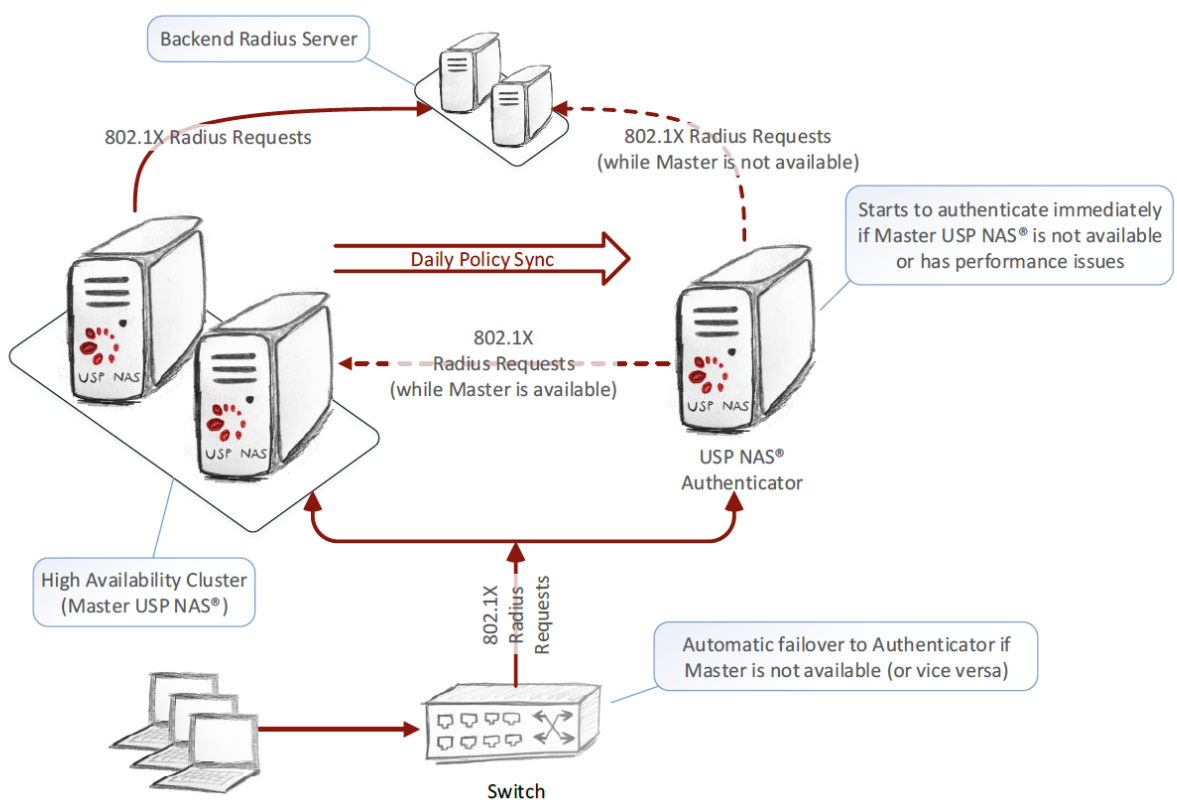 Backend Radius Server
802.1X Radius Requests
802.1X Radius Requests
(while Master is not available)
Starts to authenticate immediately
if Master USP NAS® is not available
or has performance issues
Daily Policy Sync
802.1X
Radius Requests
(while Master is available)
USP NAS
USP NAS
USP NAS
USP NAS®
Authenticator
High Availability Cluster
(Master USP NAS®)
802.1X
Radius
Requests
Automatic failover to Authenticator if
Master is not available (or vice versa)
Switch